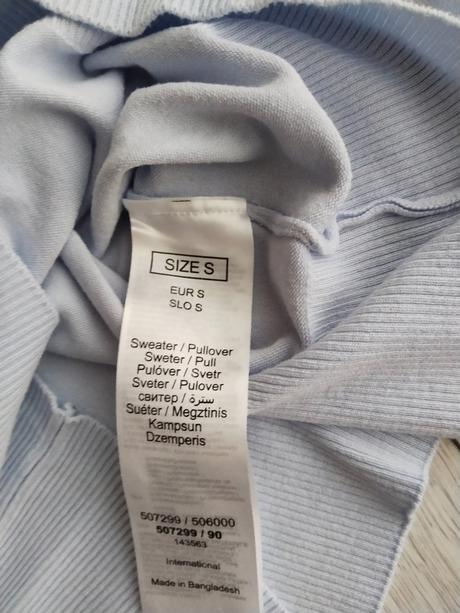 SIZE S
EUR S
SLO S
Sweater / Pullover
Sweter / Pull
Pulóver / Svetr
Sveter / Pulover
свитер / سترة
Suéter / Megztinis
Kampsun
Dzemperis
507299 / 506000
507299 / 90
143563
International
Made in Bangladesh